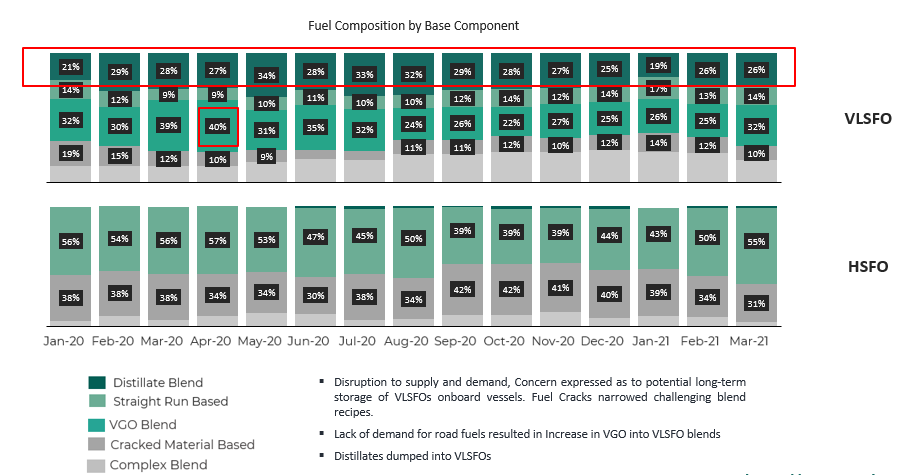 Fuel Composition by Base Component
21% 29% 28% 27% 34% 28% 33% 32% 29% 28% 27% 25% 19% 26% 26%
14% 12% 9% 9% 10% 11% 10% 10% 12% 14% 12% 14% 17% 13% 14%
32% 30% 39% 40% 31% 35% 32% 24% 26% 22% 27% 25% 26% 25% 32%
19% 15% 12% 10% 9% 11% 11% 12% 10% 12% 14% 12% 10%
VLSFO
56% 54% 56% 57% 53% 47% 45% 50% 39% 39% 39% 44% 43% 50% 55%
38% 38% 38% 34% 34% 30% 38% 34% 42% 42% 41% 40% 39% 34% 31%
HSFO
Jan-20 Feb-20 Mar-20 Apr-20 May-20 Jun-20 Jul-20 Aug-20 Sep-20 Oct-20 Nov-20 Dec-20 Jan-21 Feb-21 Mar-21
Distillate Blend
Straight Run Based
VGO Blend
Cracked Material Based
Complex Blend
▪ Disruption to supply and demand, Concern expressed as to potential long-term
storage of VLSFOs onboard vessels. Fuel Cracks narrowed challenging blend
recipes.
▪ Lack of demand for road fuels resulted in Increase in VGO into VLSFO blends
▪ Distillates dumped into VLSFOs